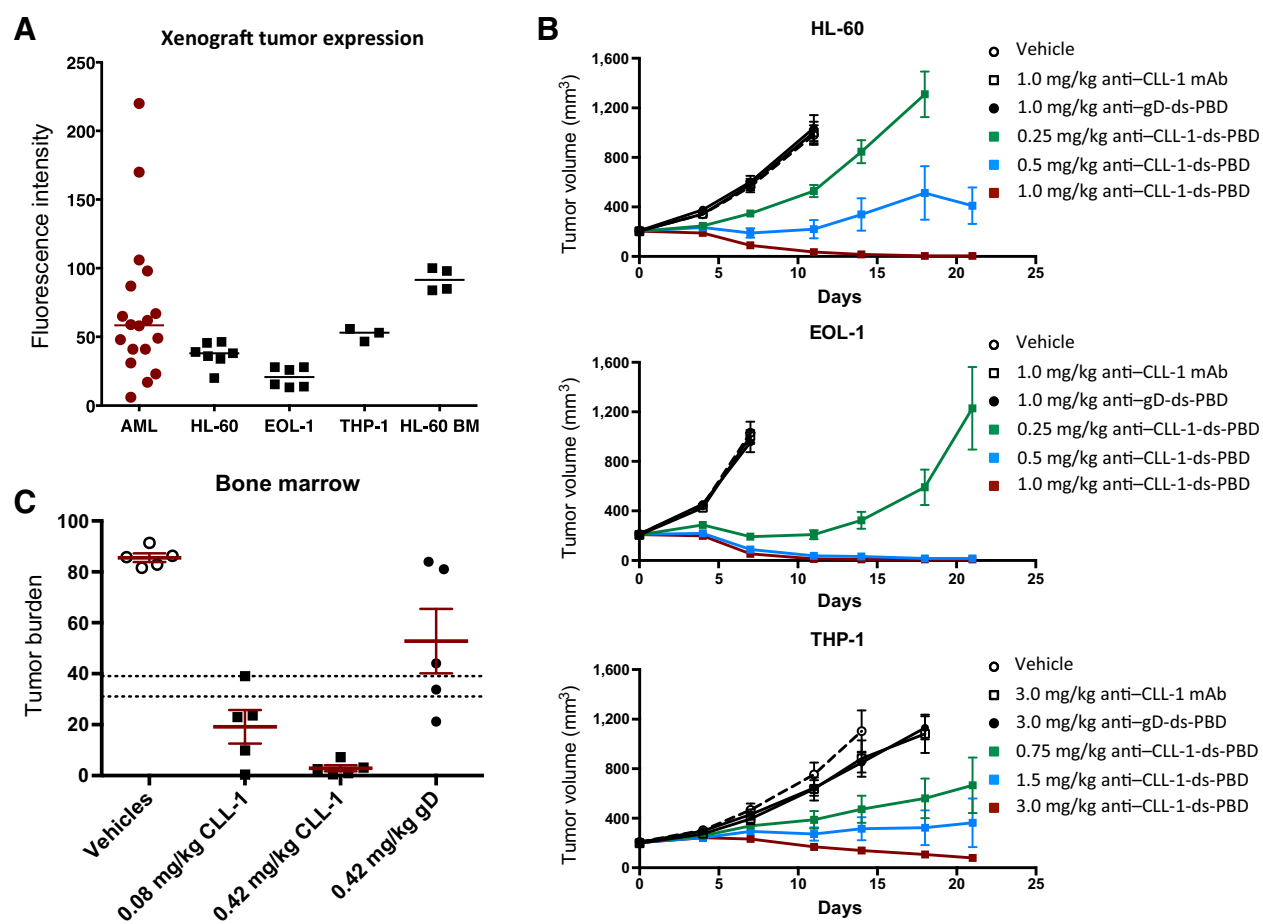 A
Xenograft tumor expression
Fluorescence intensity
250
200
150
100
50
0
AML HL-60 EOL-1 THP-1 HL-60 BM
B
HL-60
Tumor volume (mm³)
1,600
1,200
800
400
0
0 5 10 15 20 25
Days
Vehicle
1.0 mg/kg anti–CLL-1 mAb
1.0 mg/kg anti–gD-ds-PBD
0.25 mg/kg anti–CLL-1-ds-PBD
0.5 mg/kg anti–CLL-1-ds-PBD
1.0 mg/kg anti–CLL-1-ds-PBD
EOL-1
Tumor volume (mm³)
1,600
1,200
800
400
0
0 5 10 15 20 25
Days
Vehicle
1.0 mg/kg anti–CLL-1 mAb
1.0 mg/kg anti–gD-ds-PBD
0.25 mg/kg anti–CLL-1-ds-PBD
0.5 mg/kg anti–CLL-1-ds-PBD
1.0 mg/kg anti–CLL-1-ds-PBD
THP-1
Tumor volume (mm³)
1,600
1,200
800
400
0
0 5 10 15 20 25
Days
Vehicle
3.0 mg/kg anti–CLL-1 mAb
3.0 mg/kg anti–gD-ds-PBD
0.75 mg/kg anti–CLL-1-ds-PBD
1.5 mg/kg anti–CLL-1-ds-PBD
3.0 mg/kg anti–CLL-1-ds-PBD
C
Bone marrow
Tumor burden
100
80
60
40
20
0
Vehicles
0.08 mg/kg CLL-1
0.42 mg/kg CLL-1
0.42 mg/kg gD